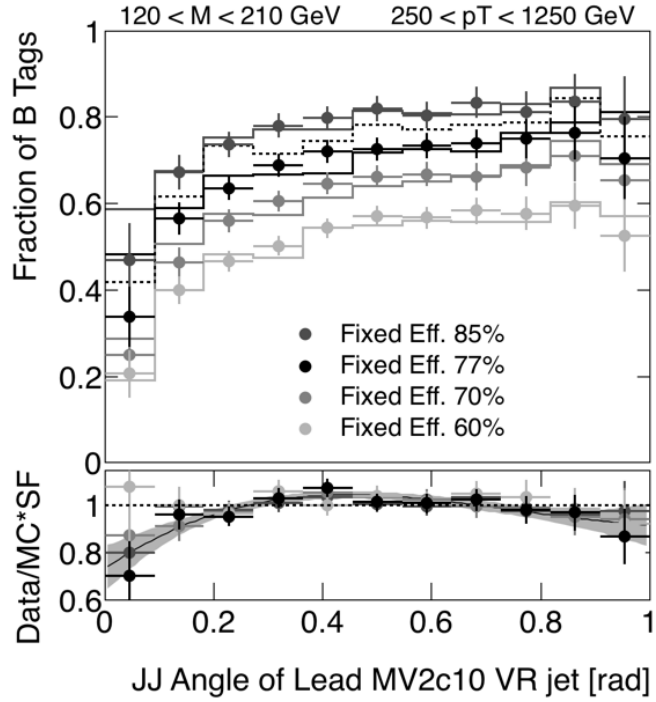 120 < M < 210 GeV 250 < pT < 1250 GeV
Fraction of B Tags
1
0.8
0.6
0.4
0.2
0
Fixed Eff. 85%
Fixed Eff. 77%
Fixed Eff. 70%
Fixed Eff. 60%
Data/MC*SF
1
0.8
0.6
0 0.2 0.4 0.6 0.8 1
JJ Angle of Lead MV2c10 VR jet [rad]